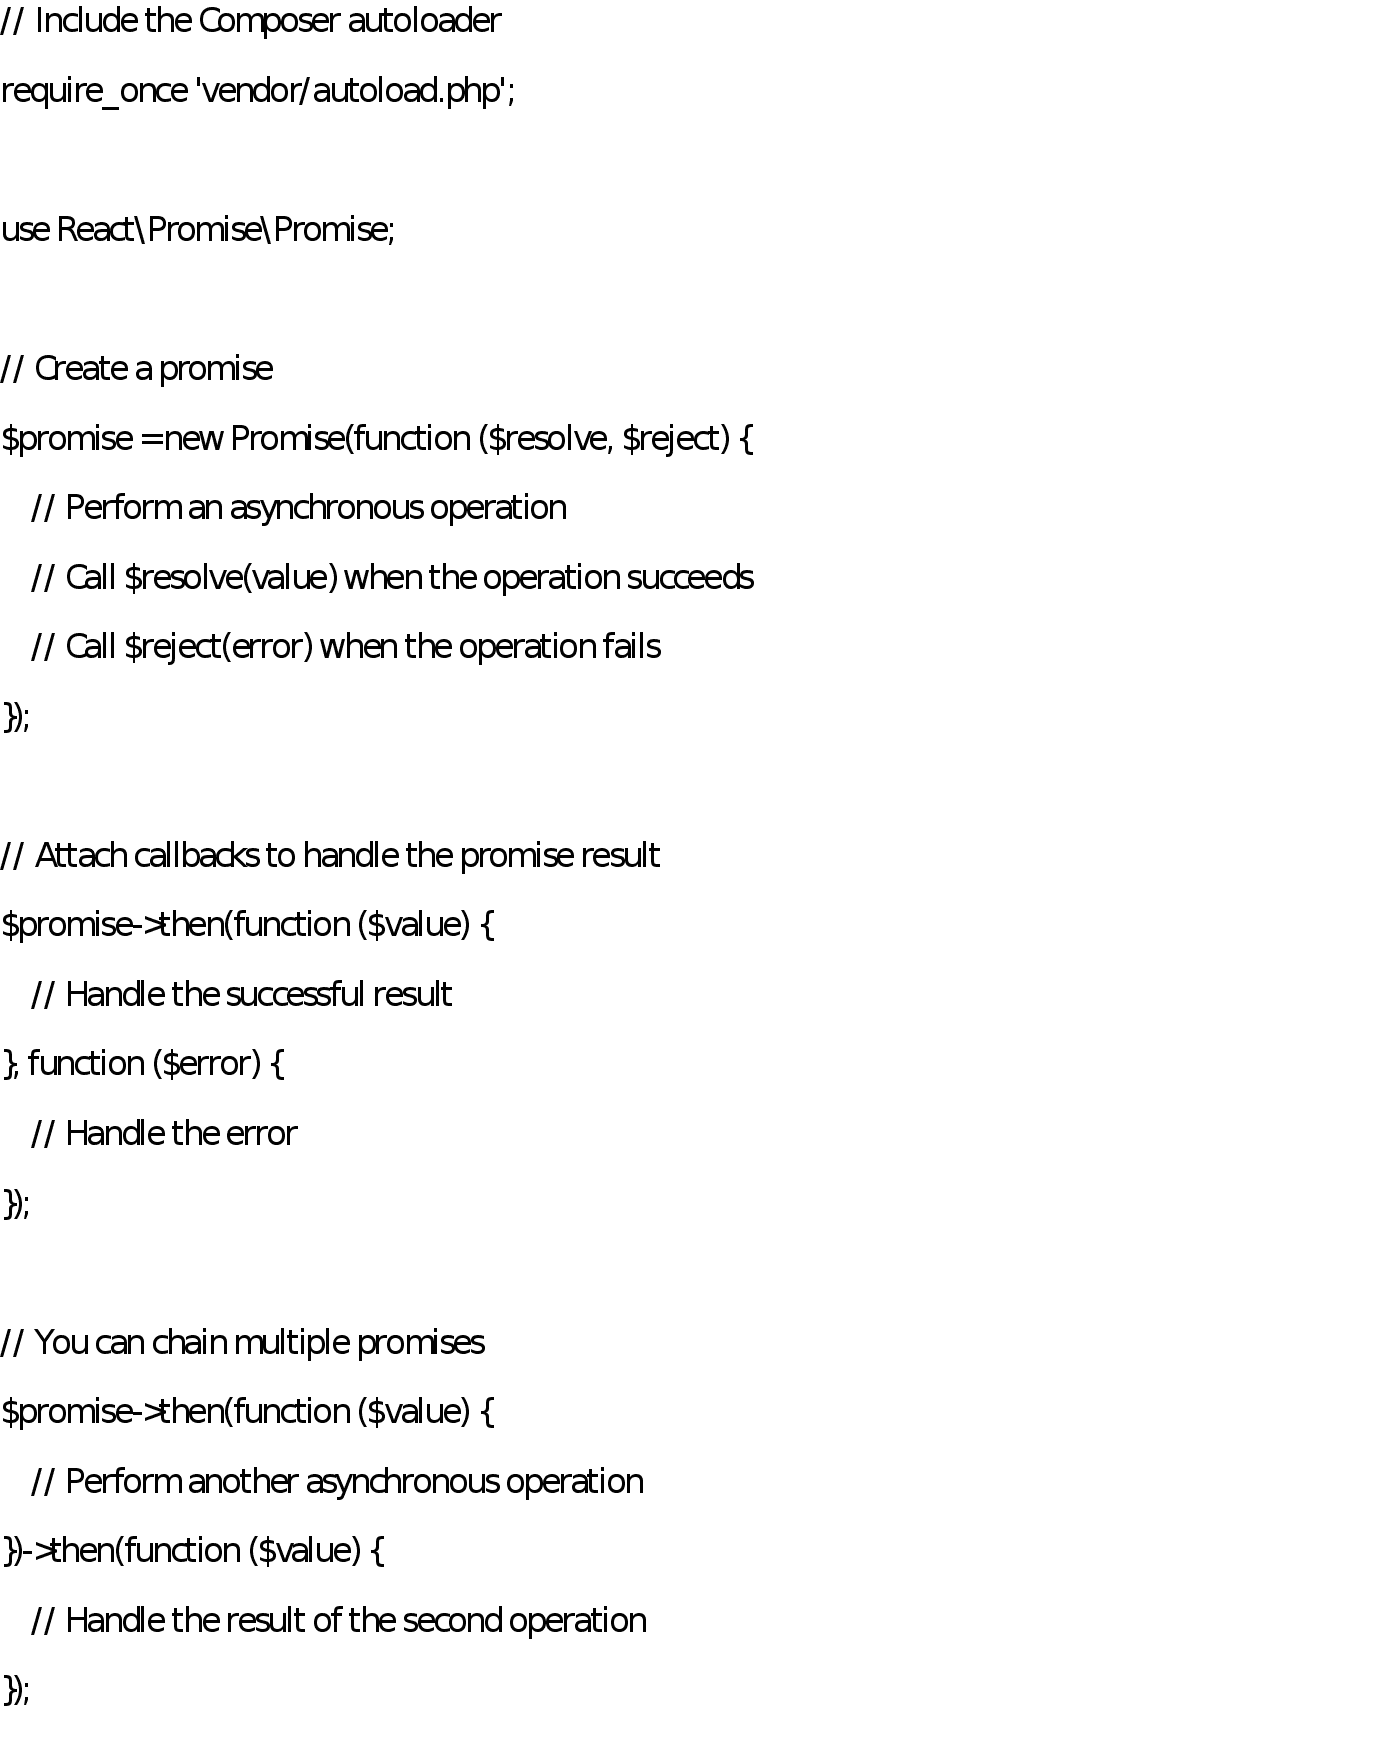 // Include the Composer autoloader
require_once 'vendor/autoload.php';
use React\Promise\Promise;
// Create a promise
$promise = new Promise(function ($resolve, $reject) {
// Perform an asynchronous operation
// Call $resolve(value) when the operation succeeds
// Call $reject(error) when the operation fails
});
// Attach callbacks to handle the promise result
$promise->then(function ($value) {
// Handle the successful result
}, function ($error) {
// Handle the error
});
// You can chain multiple promises
$promise->then(function ($value) {
// Perform another asynchronous operation
})->then(function ($value) {
// Handle the result of the second operation
});